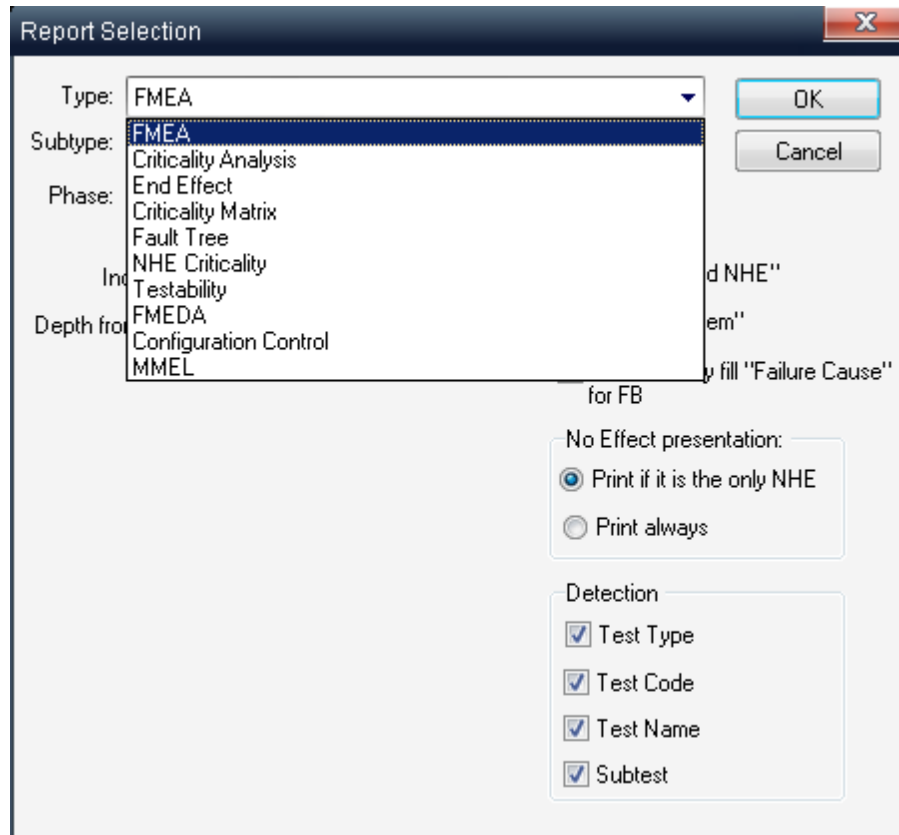 Report Selection
Type: FMEA OK
Subtype: FMEA Cancel
Criticality Analysis
Phase: End Effect
Criticality Matrix
Fault Tree
NHE Criticality d NHE"
Testability
Depth FMEDA em"
Configuration Control
MMEL y fill "Failure Cause"
for FB
No Effect presentation:
Print if it is the only NHE
Print always
Detection
Test Type
Test Code
Test Name
Subtest